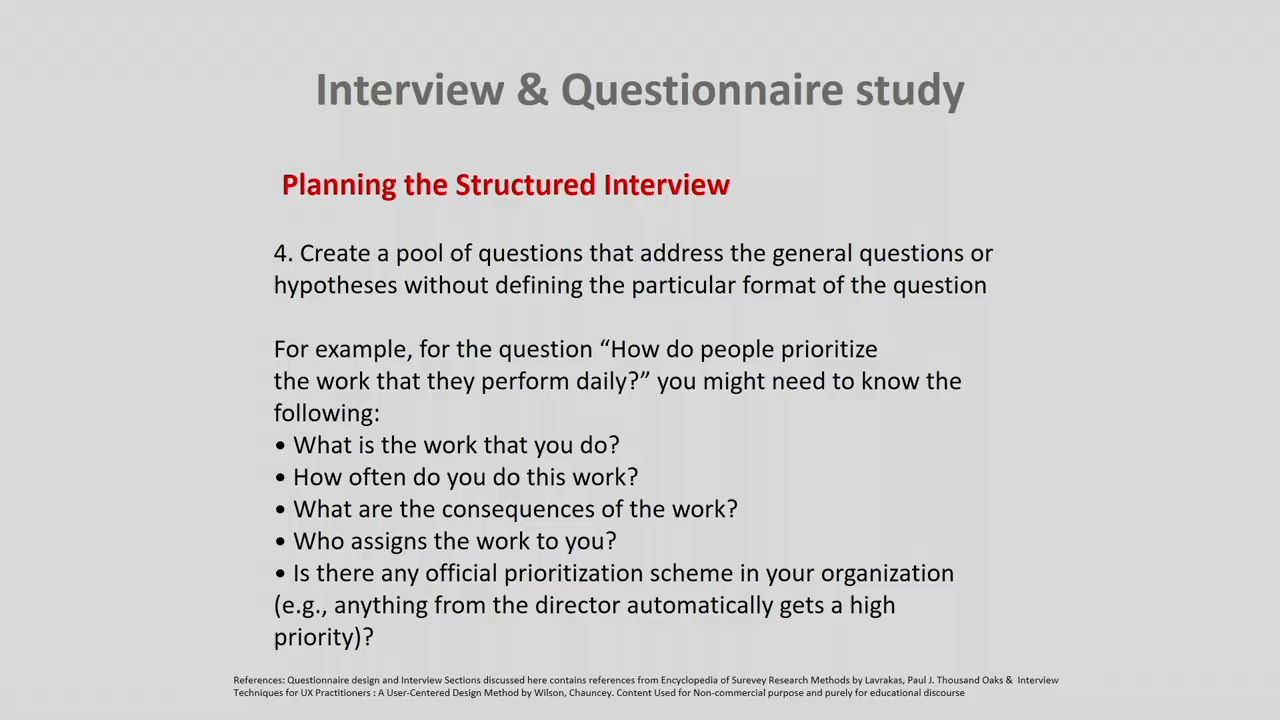 Interview & Questionnaire study
Planning the Structured Interview
4. Create a pool of questions that address the general questions or
hypotheses without defining the particular format of the question
For example, for the question “How do people prioritize
the work that they perform daily?” you might need to know the
following:
• What is the work that you do?
• How often do you do this work?
• What are the consequences of the work?
• Who assigns the work to you?
• Is there any official prioritization scheme in your organization
(e.g., anything from the director automatically gets a high
priority)?
References: Questionnaire design and Interview Sections discussed here contains references from Encyclopedia of Surevey Research Methods by Lavrakas, Paul J. Thousand Oaks & Interview
Techniques for UX Practitioners : A User-Centered Design Method by Wilson, Chauncey. Content Used for Non-commercial purpose and purely for educational discourse